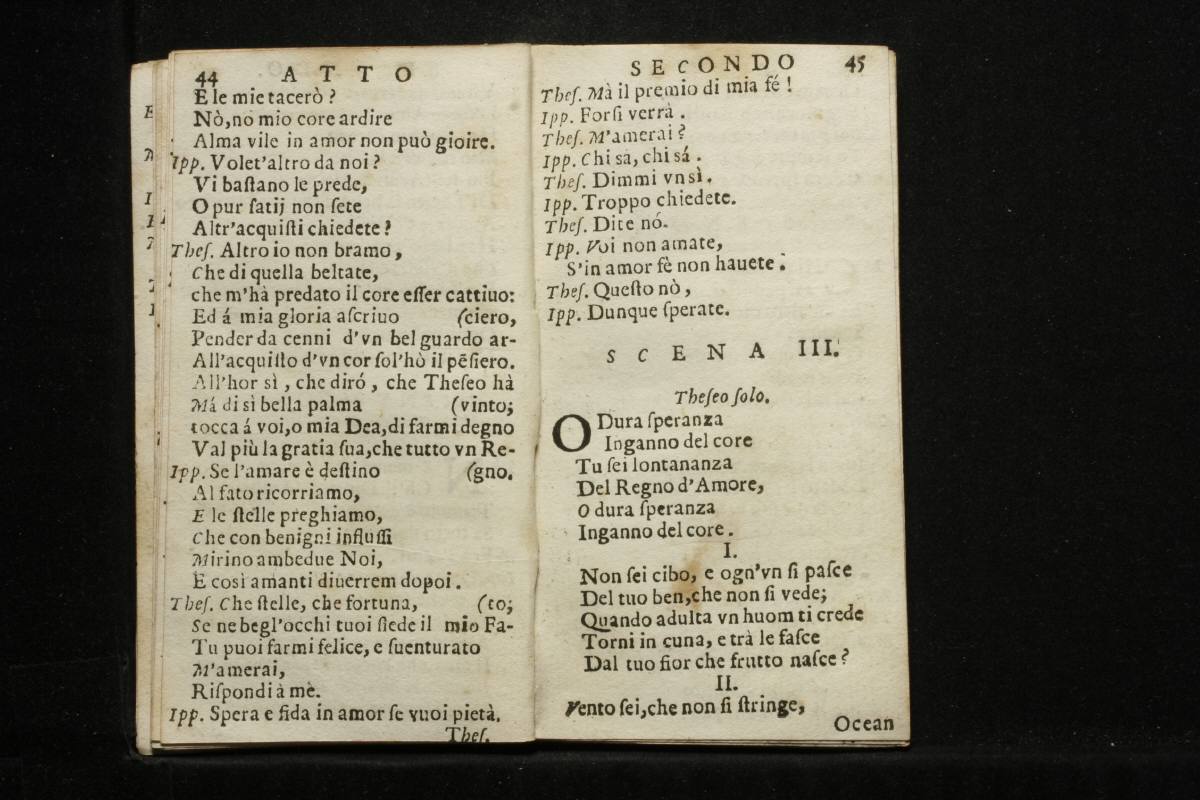 44 ATTO
E le mie tacerò ?
Nò, no mio core ardire
Alma vile in amor non può gioire.
Ipp. Volet'altro da noi ?
Vi baſtano le prede,
O pur ſatij non ſete
Altr'acquiſti chiedete ?
Theſ. Altro io non bramo,
Che di quella beltate,
che m'hà predato il core eſſer cattiuo:
Ed á mia gloria aſcriuo (ciero,
Pender da cenni d'vn bel guardo ar-
All'acquiſto d'vn cor ſol'hò il pẽſiero.
All'hor sì, che diró, che Theſeo hà
Má di sì bella palma (vinto;
tocca á voi, o mia Dea, di farmi degno
Val più la gratia ſua, che tutto vn Re-
Ipp. Se l'amare è deſtino (gno.
Al fato ricorriamo,
E le ſtelle preghiamo,
Che con benigni influſſi
Mirino ambedue Noi,
E così amanti diuerrem dopoi.
Theſ. Che ſtelle, che fortuna, (to;
Se ne begl'occhi tuoi ſiede il mio Fa-
Tu puoi farmi felice, e ſuenturato
M'amerai,
Riſpondi à mè.
Ipp. Spera e fida in amor ſe vuoi pietà.
Theſ.
SECONDO 45
Theſ. Mà il premio di mia fé !
Ipp. Forſi verrà .
Theſ. M'amerai ?
Ipp. Chi sà, chi sá .
Theſ. Dimmi vn sì.
Ipp. Troppo chiedete.
Theſ. Dite nó.
Ipp. Voi non amate,
S'in amor fè non hauete.
Theſ. Queſto nò,
Ipp. Dunque ſperate.
SCENA III.
Theſeo ſolo.
O Dura ſperanza
Inganno del core
Tu ſei lontananza
Del Regno d'Amore,
O dura ſperanza
Inganno del core.
I.
Non ſei cibo, e ogn'vn ſi paſce
Del tuo ben, che non ſi vede;
Quando adulta vn huom ti crede
Torni in cuna, e trà le faſce
Dal tuo fior che frutto naſce ?
II.
Vento ſei, che non ſi ſtringe,
Ocean